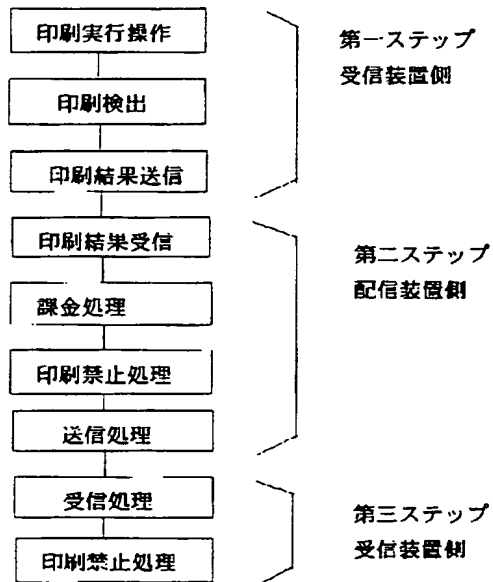 印刷実行操作
印刷検出
印刷結果送信
第一ステップ
受信装置側
印刷結果受信
課金処理
印刷禁止処理
送信処理
第二ステップ
配信装置側
受信処理
印刷禁止処理
第三ステップ
受信装置側